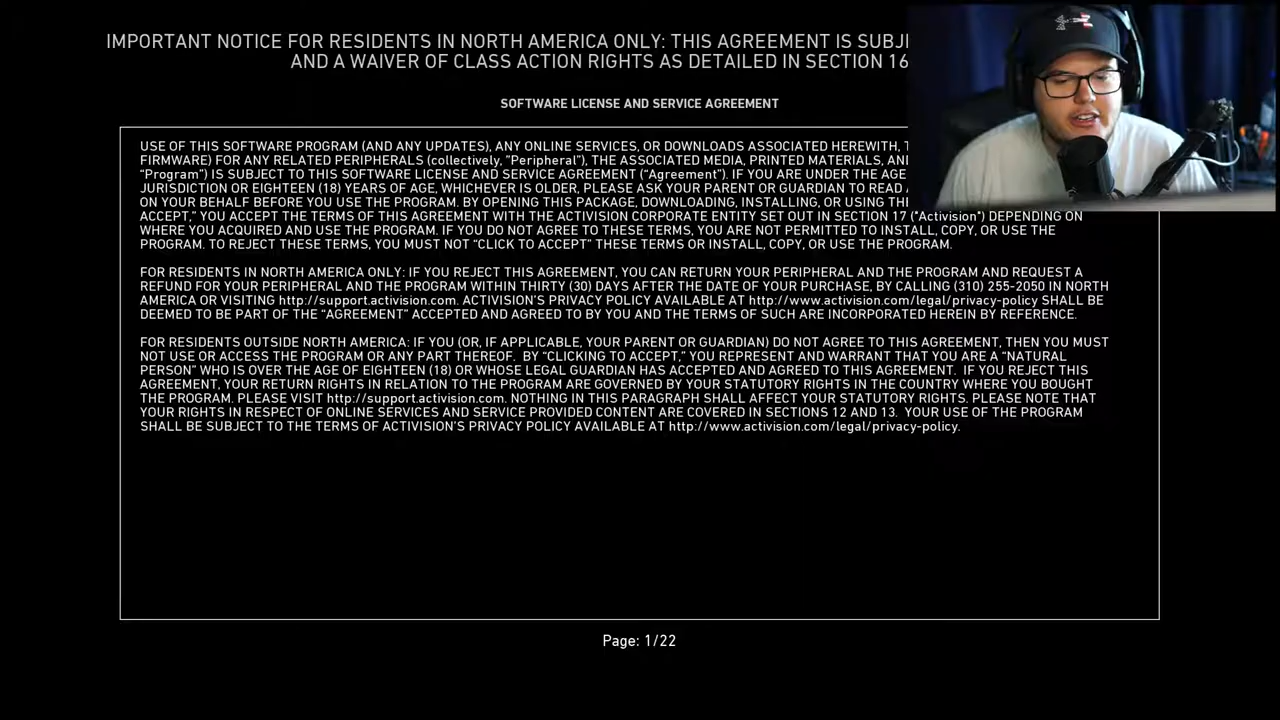 IMPORTANT NOTICE FOR RESIDENTS IN NORTH AMERICA ONLY: THIS AGREEMENT IS
AND A WAIVER OF CLASS ACTION RIGHTS AS DETAILED IN SECTION 16
SOFTWARE LICENSE AND SERVICE AGREEMENT
USE OF THIS SOFTWARE PROGRAM (AND ANY UPDATES), ANY ONLINE SERVICES, OR DOWNLOADS ASSOCIATED HEREWITH,
FIRMWARE) FOR ANY RELATED PERIPHERALS (collectively, "Peripheral"), THE ASSOCIATED MEDIA, PRINTED MATERIALS,
"Program") IS SUBJECT TO THIS SOFTWARE LICENSE AND SERVICE AGREEMENT ("Agreement"). IF YOU ARE UNDER THE AGE
JURISDICTION OR EIGHTEEN (18) YEARS OF AGE, WHICHEVER IS OLDER, PLEASE ASK YOUR PARENT OR GUARDIAN TO READ
ON YOUR BEHALF BEFORE YOU USE THE PROGRAM. BY OPENING THIS PACKAGE, DOWNLOADING, INSTALLING, OR USING THE
ACCEPT," YOU ACCEPT THE TERMS OF THIS AGREEMENT WITH THE ACTIVISION CORPORATE ENTITY SET OUT IN SECTION 17 ("Activision") DEPENDING ON
WHERE YOU ACQUIRED AND USE THE PROGRAM. IF YOU DO NOT AGREE TO THESE TERMS, YOU ARE NOT PERMITTED TO INSTALL, COPY, OR USE THE
PROGRAM. TO REJECT THESE TERMS, YOU MUST NOT "CLICK TO ACCEPT" THESE TERMS OR INSTALL, COPY, OR USE THE PROGRAM.
FOR RESIDENTS IN NORTH AMERICA ONLY: IF YOU REJECT THIS AGREEMENT, YOU CAN RETURN YOUR PERIPHERAL AND THE PROGRAM AND REQUEST A
REFUND FOR YOUR PERIPHERAL AND THE PROGRAM WITHIN THIRTY (30) DAYS AFTER THE DATE OF YOUR PURCHASE, BY CALLING (310) 255-2050 IN NORTH
AMERICA OR VISITING http://support.activision.com. ACTIVISION'S PRIVACY POLICY AVAILABLE AT http://www.activision.com/legal/privacy-policy SHALL BE
DEEMED TO BE PART OF THE "AGREEMENT" ACCEPTED AND AGREED TO BY YOU AND THE TERMS OF SUCH ARE INCORPORATED HEREIN BY REFERENCE.
FOR RESIDENTS OUTSIDE NORTH AMERICA: IF YOU (OR, IF APPLICABLE, YOUR PARENT OR GUARDIAN) DO NOT AGREE TO THIS AGREEMENT, THEN YOU MUST
NOT USE OR ACCESS THE PROGRAM OR ANY PART THEREOF. BY "CLICKING TO ACCEPT," YOU REPRESENT AND WARRANT THAT YOU ARE A "NATURAL
PERSON" WHO IS OVER THE AGE OF EIGHTEEN (18) OR WHOSE LEGAL GUARDIAN HAS ACCEPTED AND AGREED TO THIS AGREEMENT. IF YOU REJECT THIS
AGREEMENT, YOUR RETURN RIGHTS IN RELATION TO THE PROGRAM ARE GOVERNED BY YOUR STATUTORY RIGHTS IN THE COUNTRY WHERE YOU BOUGHT
THE PROGRAM. PLEASE VISIT http://support.activision.com. NOTHING IN THIS PARAGRAPH SHALL AFFECT YOUR STATUTORY RIGHTS. PLEASE NOTE THAT
YOUR RIGHTS IN RESPECT OF ONLINE SERVICES AND SERVICE PROVIDED CONTENT ARE COVERED IN SECTIONS 12 AND 13. YOUR USE OF THE PROGRAM
SHALL BE SUBJECT TO THE TERMS OF ACTIVISION'S PRIVACY POLICY AVAILABLE AT http://www.activision.com/legal/privacy-policy.
Page: 1/22